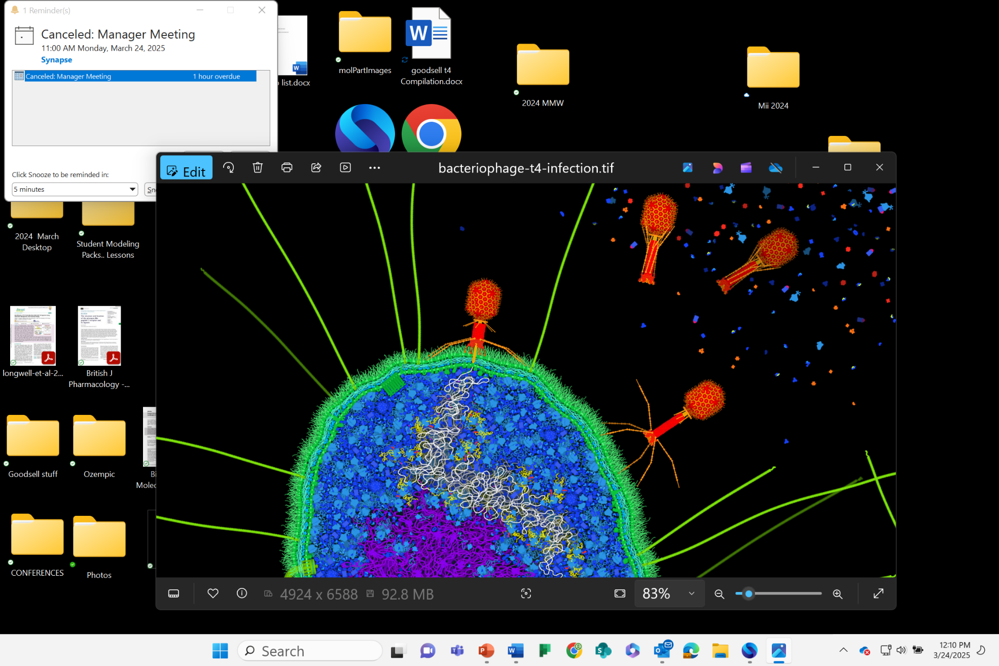 1 Reminder(s)
Canceled: Manager Meeting
11:00 AM Monday, March 24, 2025
Synapse
Canceled: Manager Meeting 1 hour overdue
Click Snooze to be reminded in:
5 minutes
Sn
list.docx
molPartImages
W
goodsell t4
Compilation.docx
2024 MMW
Mii 2024
Edit
bacteriophage-t4-infection.tif
2024 March
Desktop
Student Modeling
Packs.. Lessons
longwell-et-al-2...
British J
Pharmacology -...
Goodsell stuff
Ozempic
Bi
Molec
CONFERENCES
Photos
4924 x 6588
92.8 MB
83%
Search
12:10 PM
3/24/2025